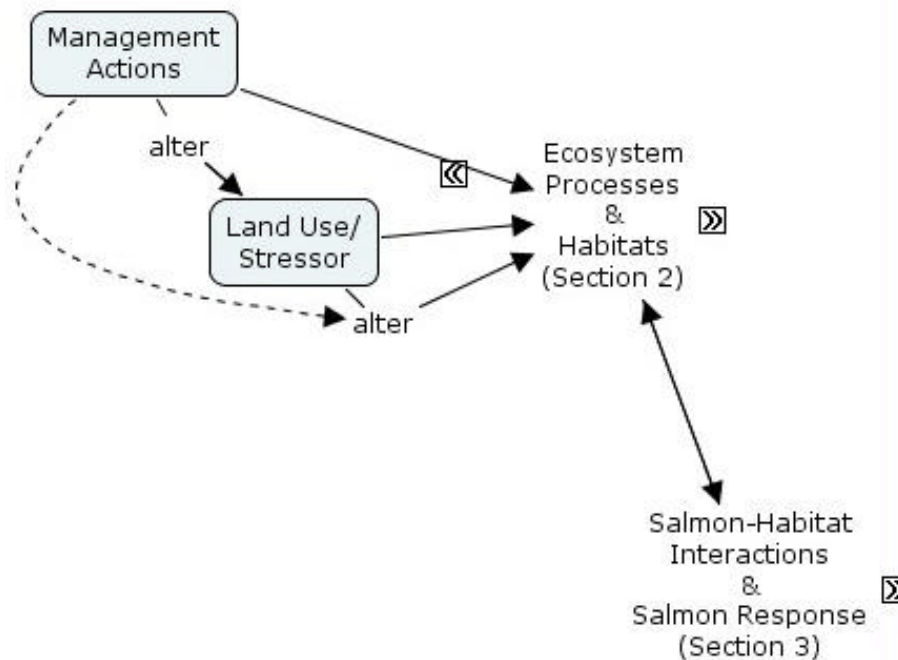 Management
Actions
alter
Ecosystem
Processes
&
Habitats
(Section 2)
Land Use/
Stressor
alter
Salmon-Habitat
Interactions
&
Salmon Response
(Section 3)